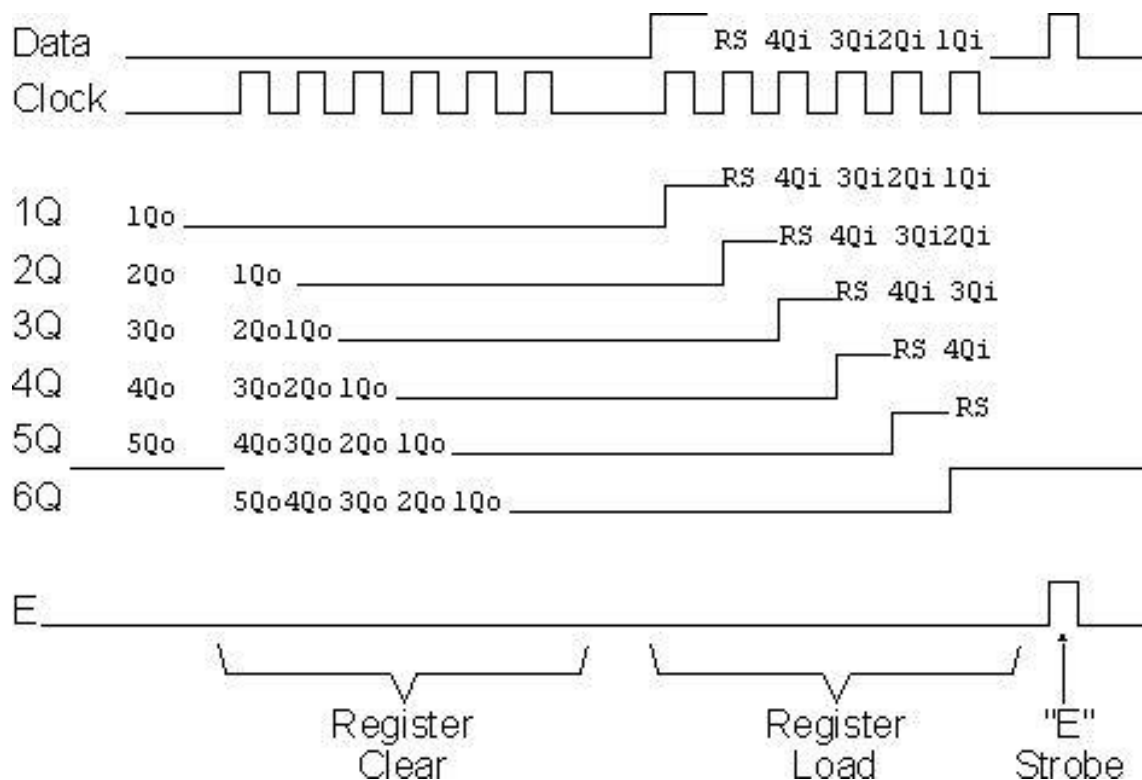 Data RS 4Qi 3Qi2Qi 1Qi
Clock
RS 4Qi 3Qi2Qi 1Qi
1Q 1Qo
RS 4Qi 3Qi2Qi
2Q 2Qo 1Qo
RS 4Qi 3Qi
3Q 3Qo 2Qo1Qo
RS 4Qi
4Q 4Qo 3Qo2Qo 1Qo
RS
5Q 5Qo 4Qo3Qo 2Qo 1Qo
6Q 5Qo4Qo 3Qo 2Qo 1Qo
E
Register Clear
Register Load
"E" Strobe